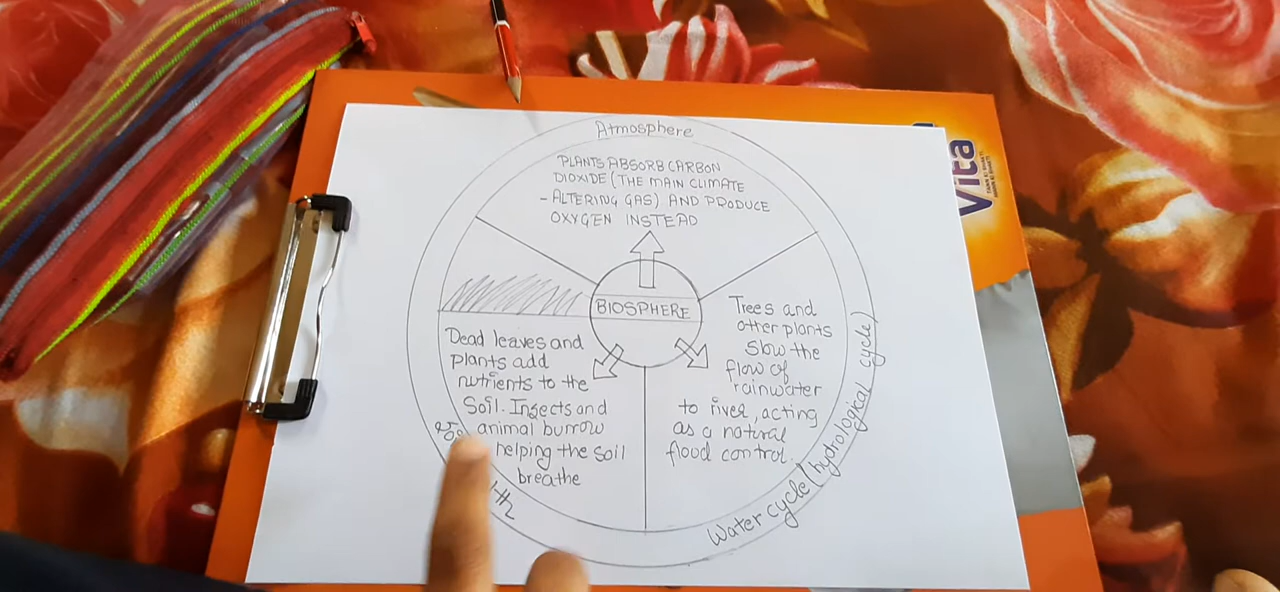 Atmosphere
PLANTS ABSORB CARBON
DIOXIDE (THE MAIN CLIMATE
- ALTERING GAS) AND PRODUCE
OXYGEN INSTEAD
BIOSPHERE
Dead leaves and
plants add
nutrients to the
Soil. Insects and
animal burrow
helping the soil
breathe
Trees and
other plants
slow the
flow of
rainwater
to river, acting
as a natural
flood control.
Water cycle (hydrological cycle)
Vita